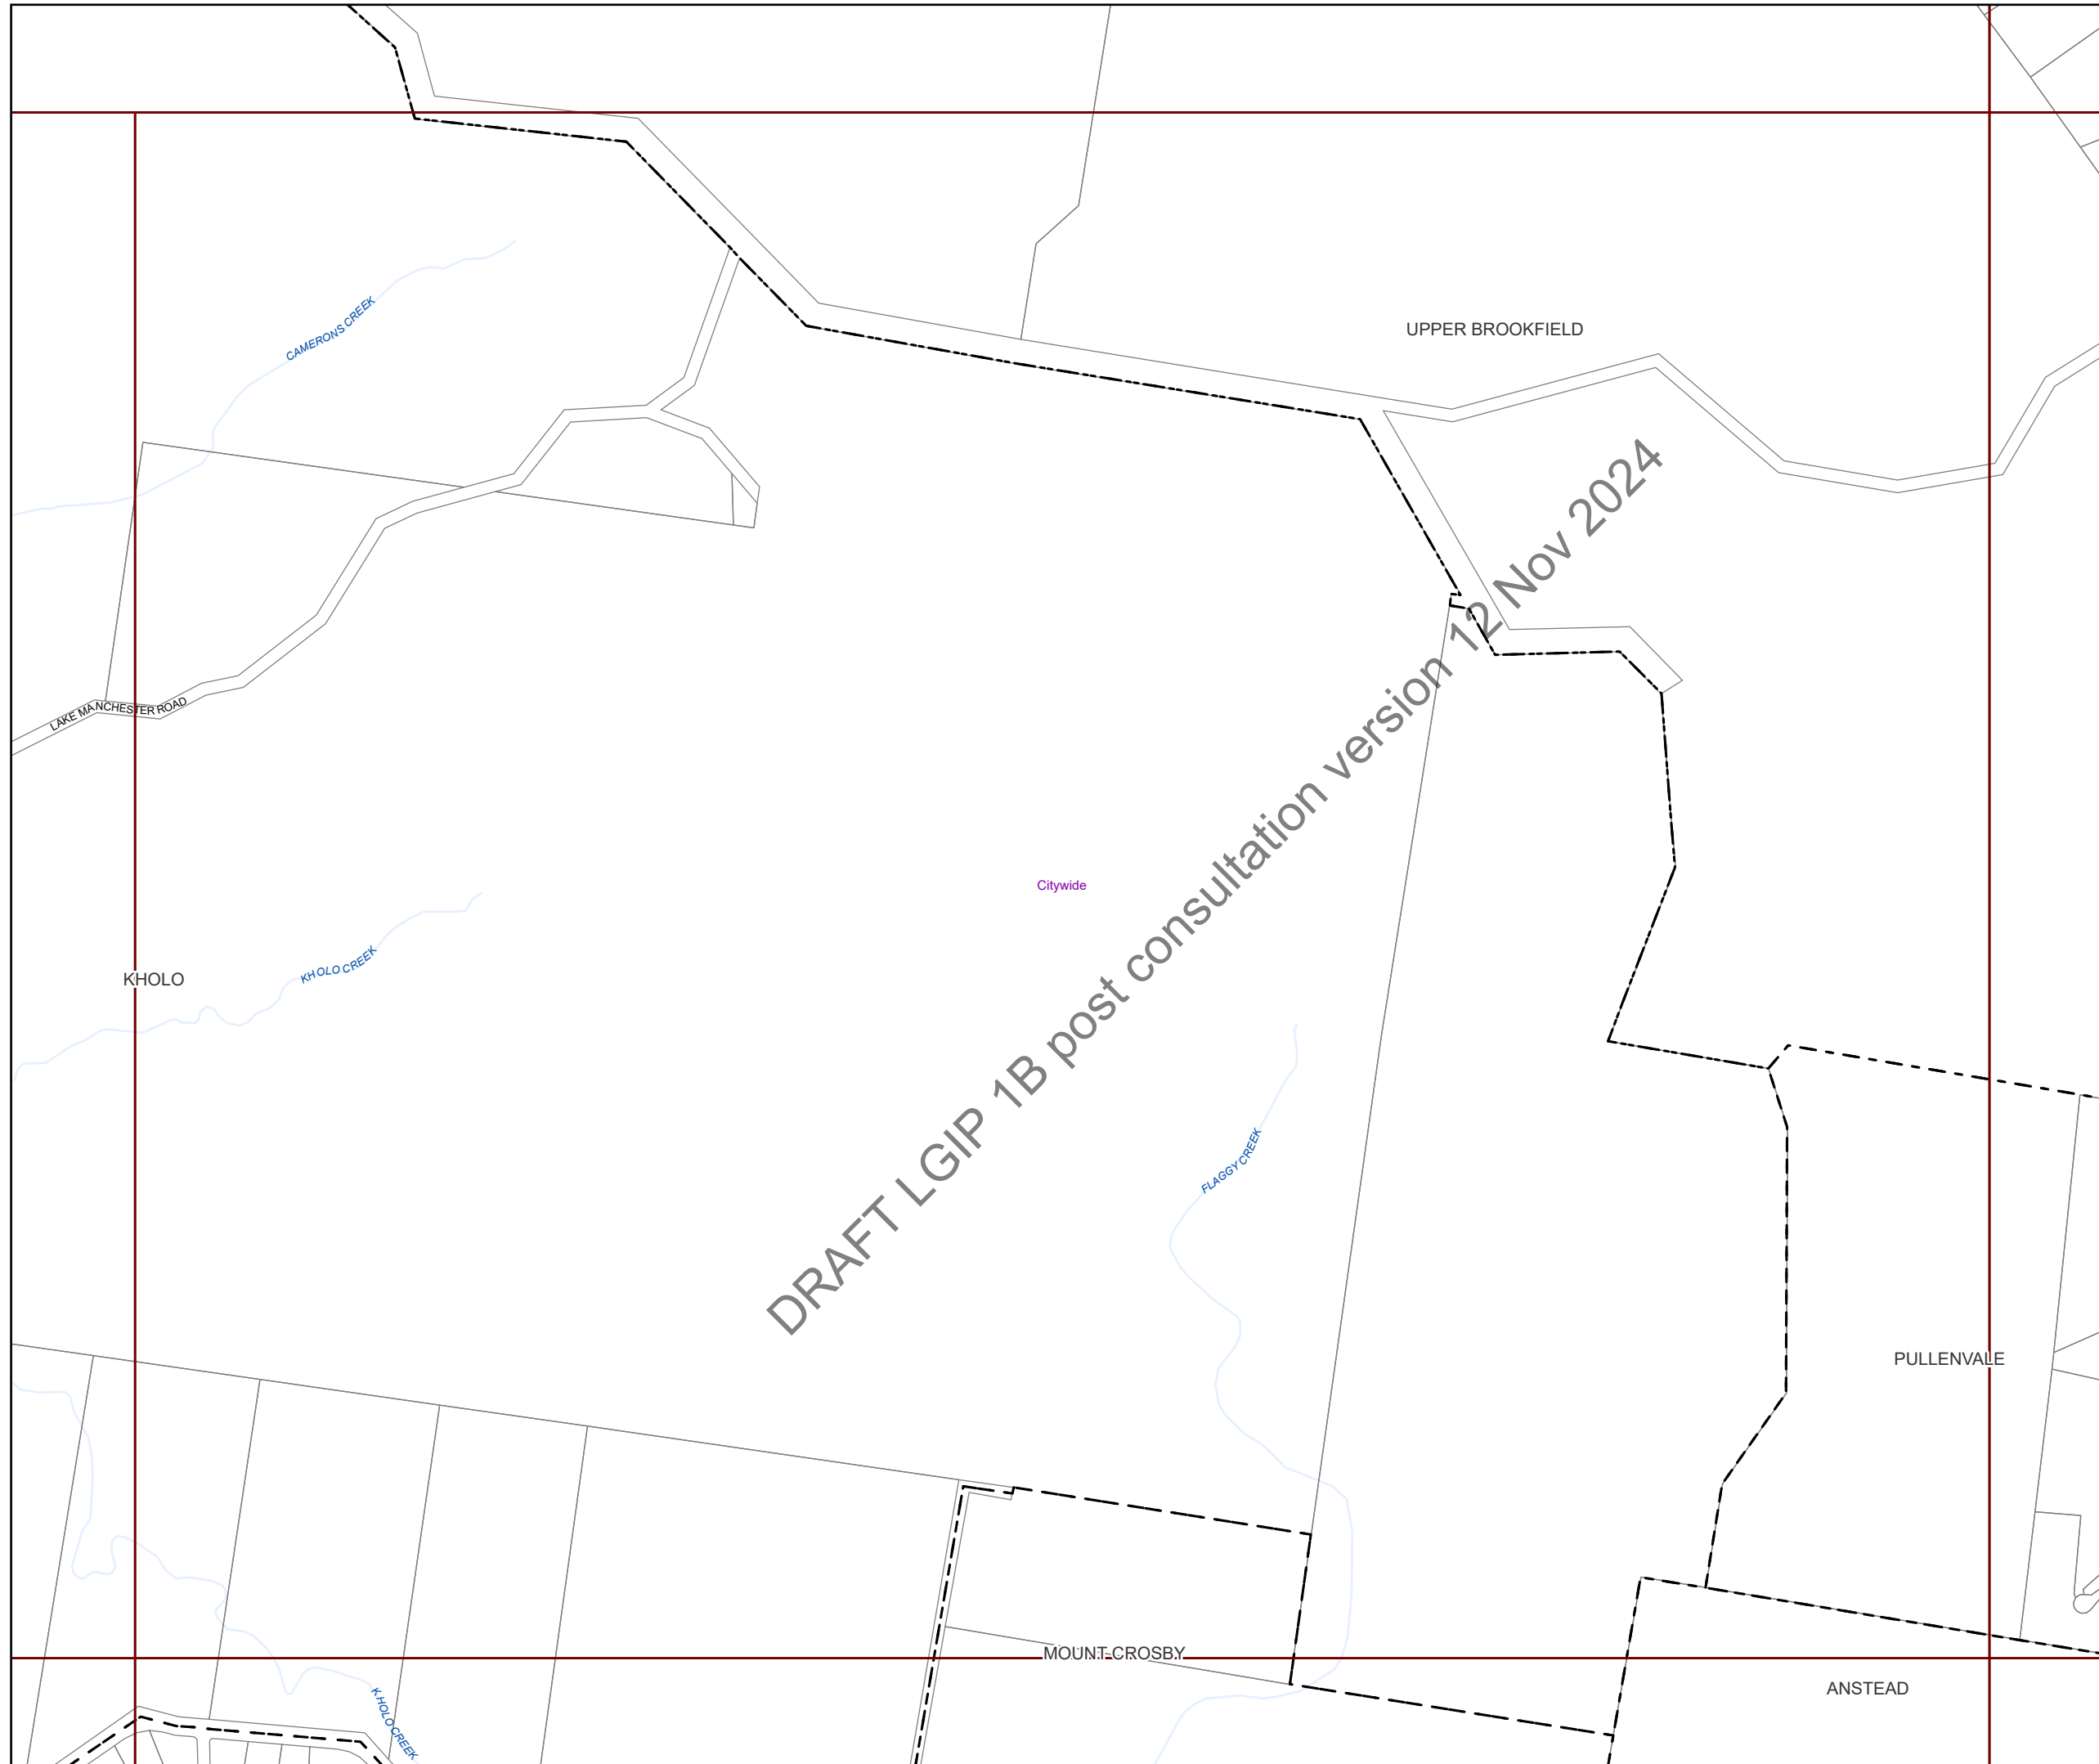 CAMERONS CREEK
UPPER BROOKFIELD
LAKE MANCHESTER ROAD
DRAFT LGIP 1B post consultation version 12 Nov 2024
Citywide
KHOLO
KHOLO CREEK
FLAGGY CREEK
PULLENVALE
MOUNT CROSBY
ANSTEAD
KHOLO CREEK